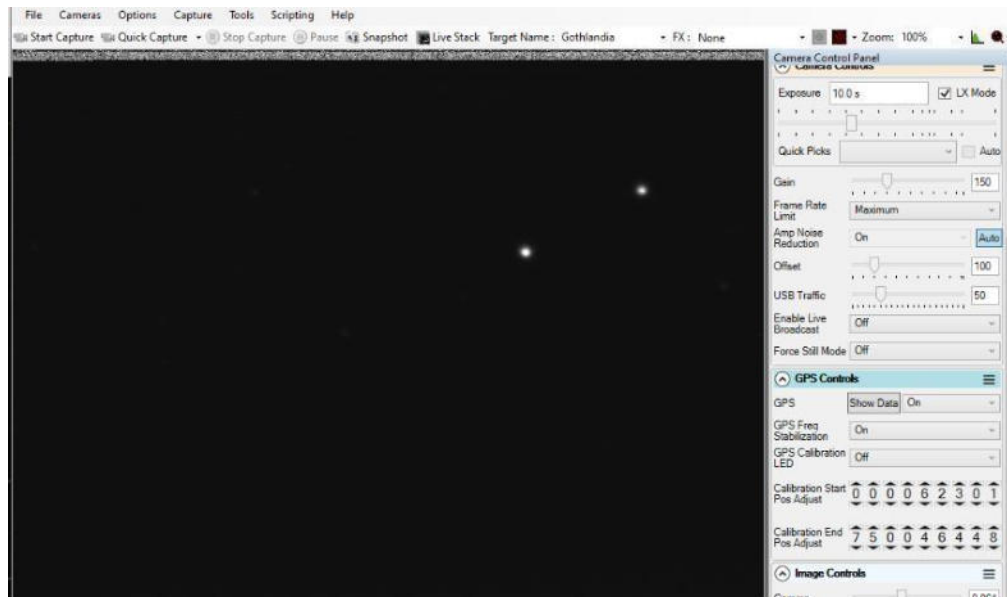 File Cameras Options Capture Tools Scripting Help
Start Capture Quick Capture Stop Capture Pause Snapshot Live Stack Target Name : Gothlandia FX : None Zoom: 100%
Camera Control Panel
Camera Controls
Exposure 10.0 s LX Mode
Quick Picks Auto
Gain 150
Frame Rate Limit Maximum
Amp Noise Reduction On Auto
Offset 100
USB Traffic 50
Enable Live Broadcast Off
Force Still Mode Off
GPS Controls
GPS Show Data On
GPS Freq Stabilization On
GPS Calibration LED Off
Calibration Start Pos Adjust 0 0 0 0 6 2 3 0 1
Calibration End Pos Adjust 7 5 0 0 4 6 4 4 8
Image Controls